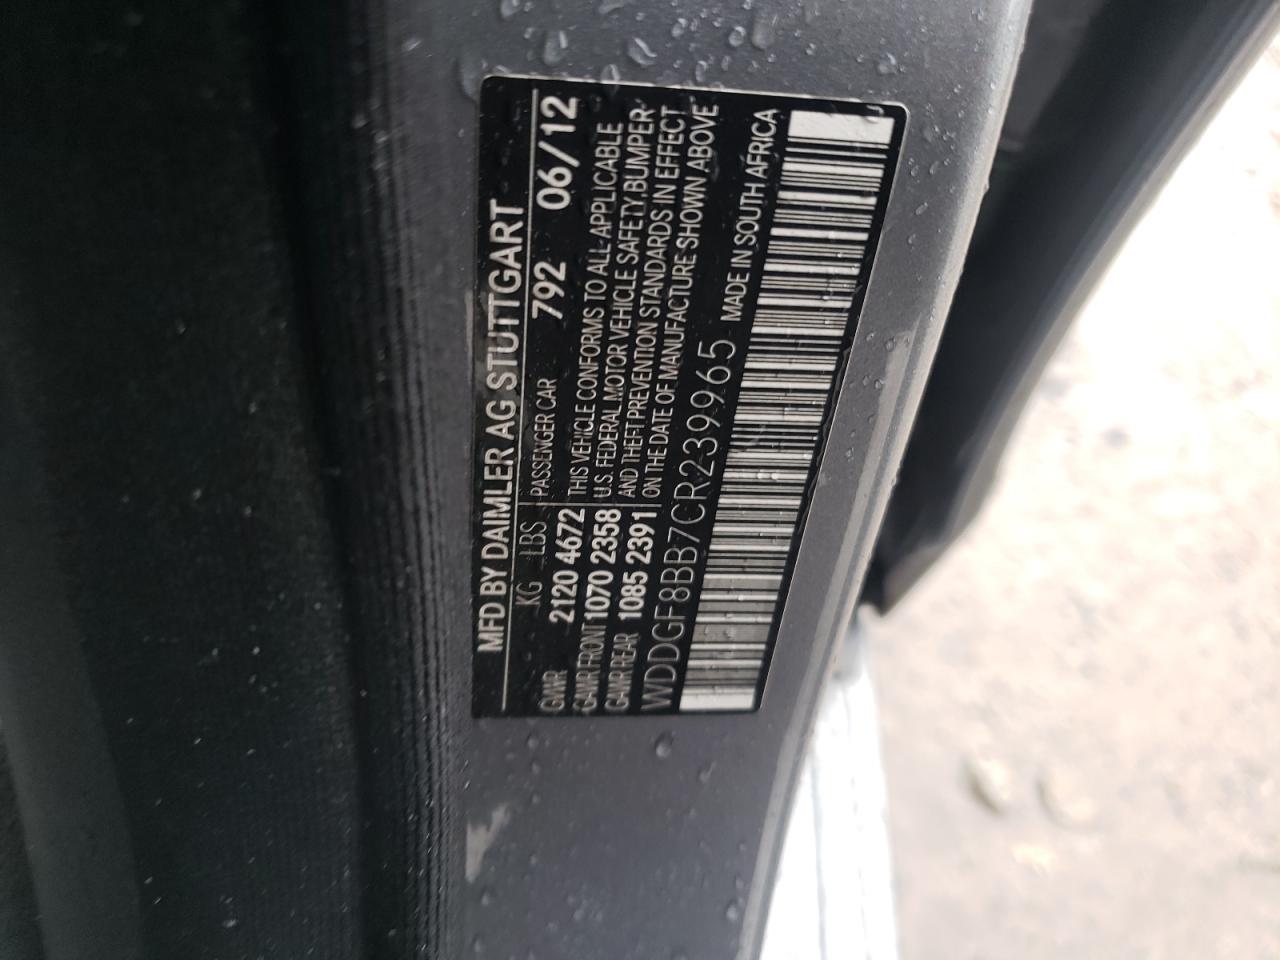 MFD BY DAIMLER AG STUTTGART
KG LBS PASSENGER CAR 792 06/12
GVWR 2120 4672 THIS VEHICLE CONFORMS TO ALL APPLICABLE
GAWR FRONT 1070 2358 U.S. FEDERAL MOTOR VEHICLE SAFETY, BUMPER
GAWR REAR 1085 2391 AND THEFT PREVENTION STANDARDS IN EFFECT
ON THE DATE OF MANUFACTURE SHOWN ABOVE
WDDGF8BB7CR239965 MADE IN SOUTH AFRICA